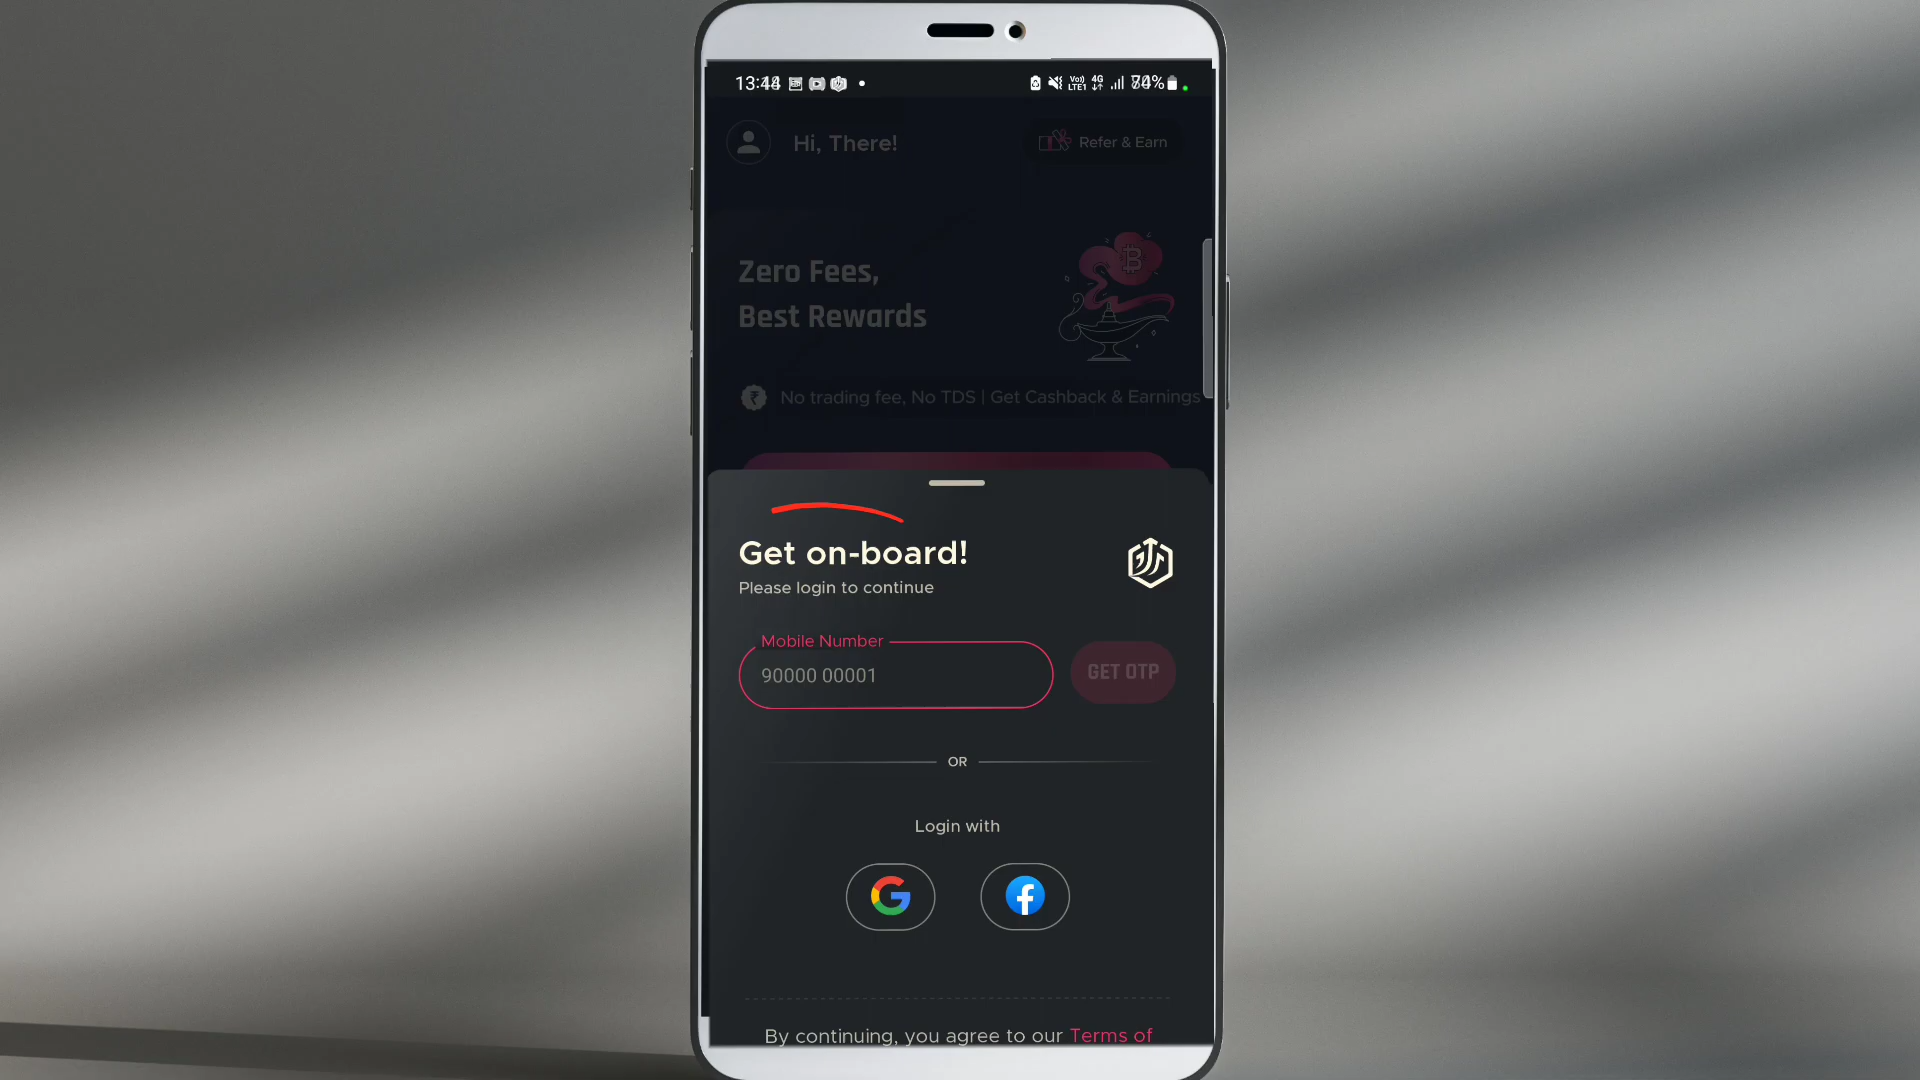 Hi, There!
Refer & Earn
Zero Fees,
Best Rewards
No trading fee, No TDS | Get Cashback & Earnings
Get on-board!
Please login to continue
Mobile Number
90000 00001
GET OTP
OR
Login with
By continuing, you agree to our Terms of